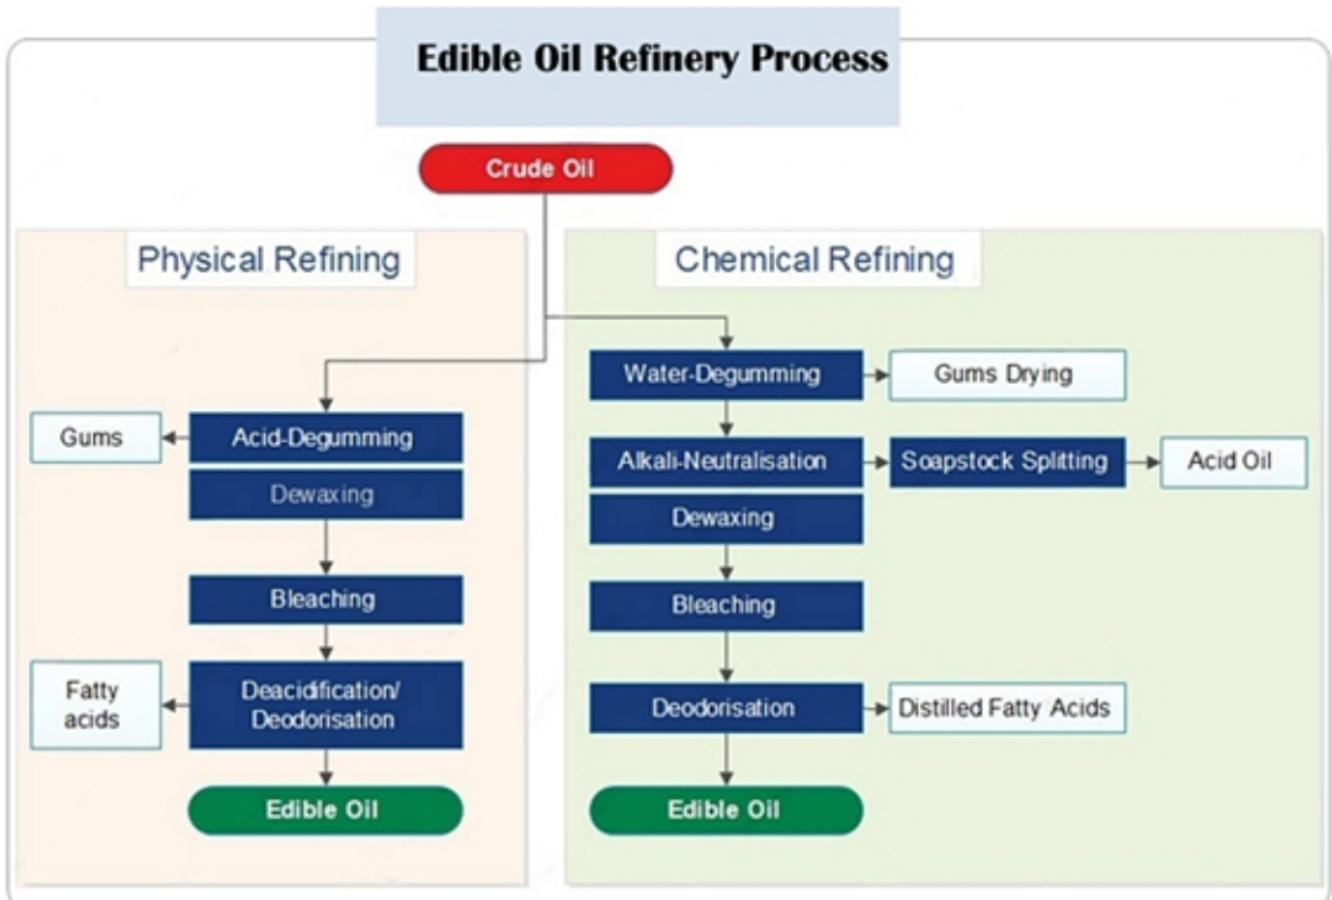 Edible Oil Refinery Process
Crude Oil
Physical Refining
Gums
Acid-Degumming
Dewaxing
Bleaching
Fatty
acids
Deacidification/
Deodorisation
Edible Oil
Chemical Refining
Water-Degumming
Gums Drying
Alkali-Neutralisation
Soapstock Splitting
Acid Oil
Dewaxing
Bleaching
Deodorisation
Distilled Fatty Acids
Edible Oil